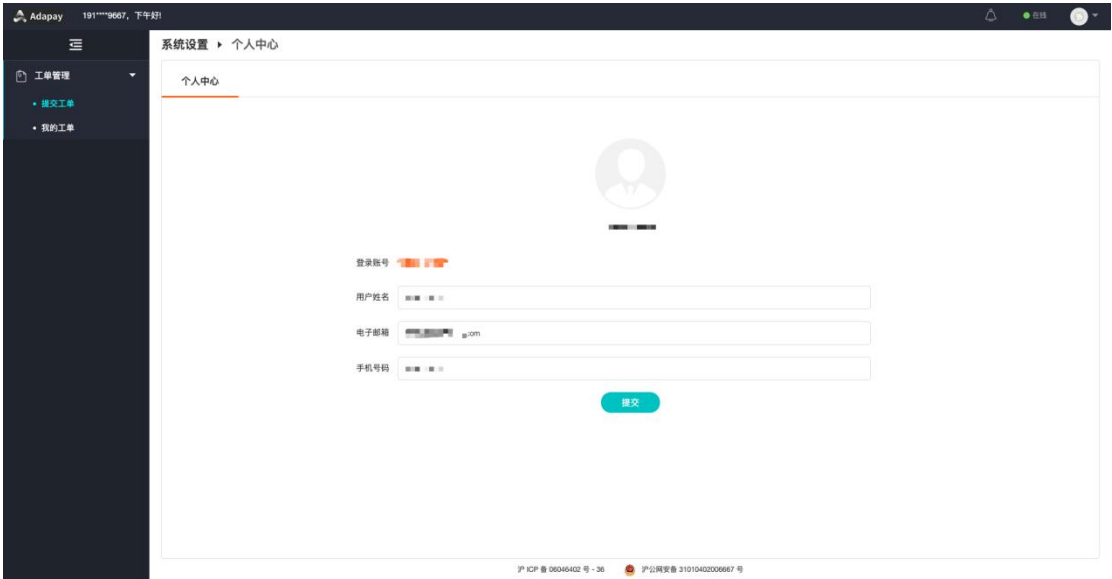 Adapay 191****9667，下午好! 在线
系统设置 ▸ 个人中心
工单管理
• 提交工单
• 我的工单
个人中心
登录账号
用户姓名
电子邮箱 .com
手机号码
提交
沪 ICP 备 06046402 号 - 36 沪公网安备 31010402006667 号